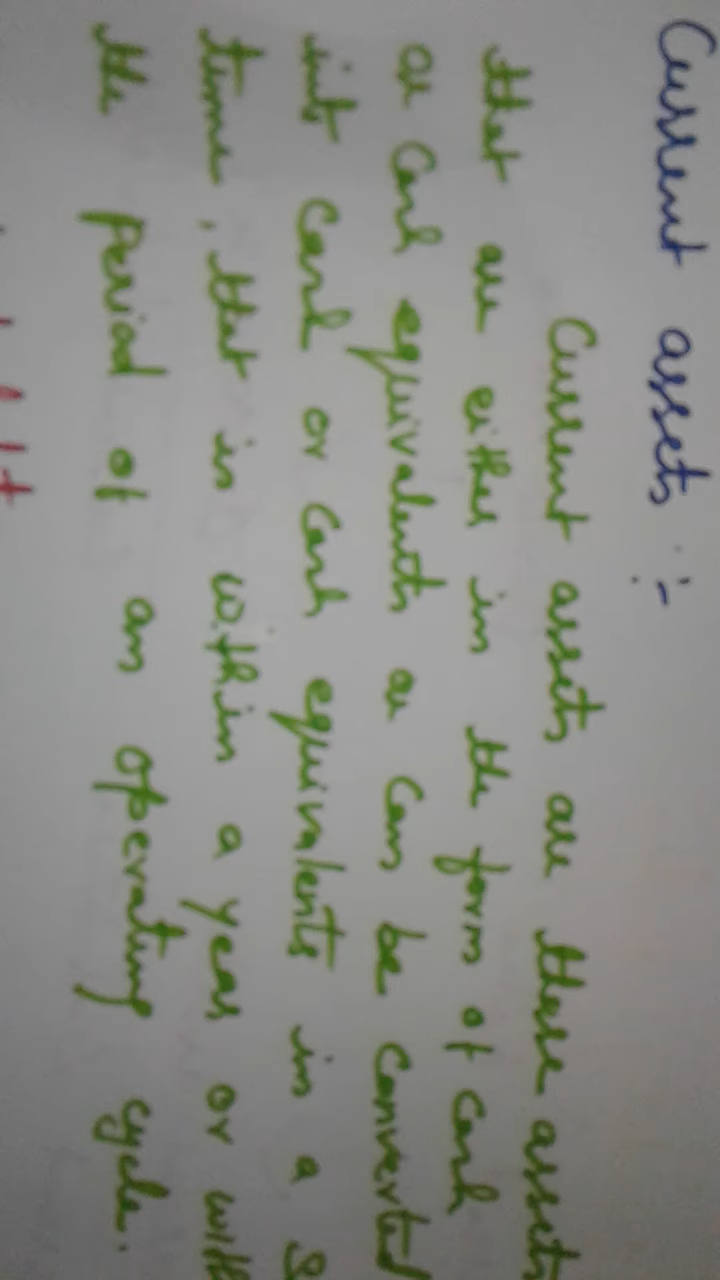 Current assets :-
Current assets are these assets
that are either in the form of cash
or cash equivalents or can be converted
into cash or cash equivalents in a
time, that is within a year or with
the period of an operating cycle.